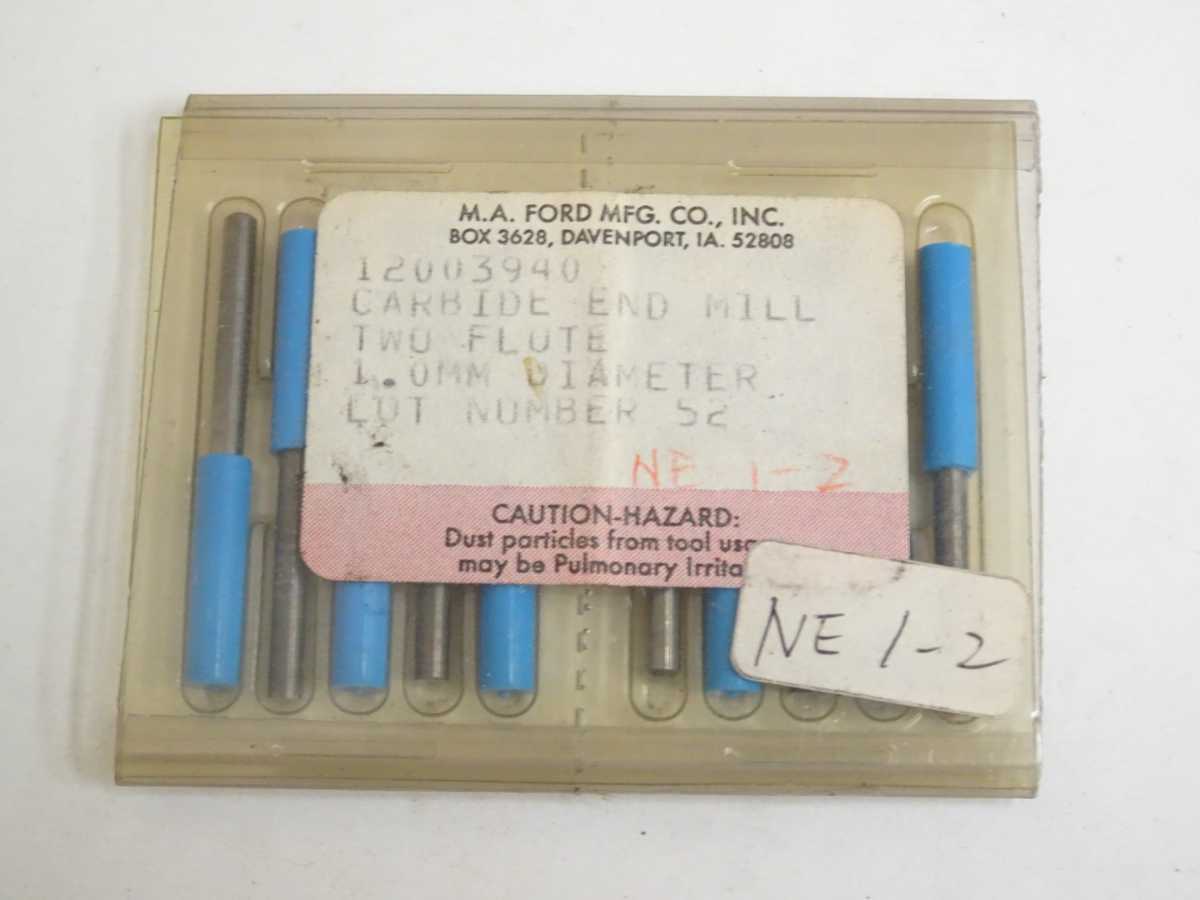 M.A. FORD MFG. CO., INC.
BOX 3628, DAVENPORT, IA. 52808
12003940
CARBIDE END MILL
TWO FLUTE
1.0MM DIAMETER
LOT NUMBER 52
NE 1-2
CAUTION-HAZARD:
Dust particles from tool
may be Pulmonary
NE 1-2